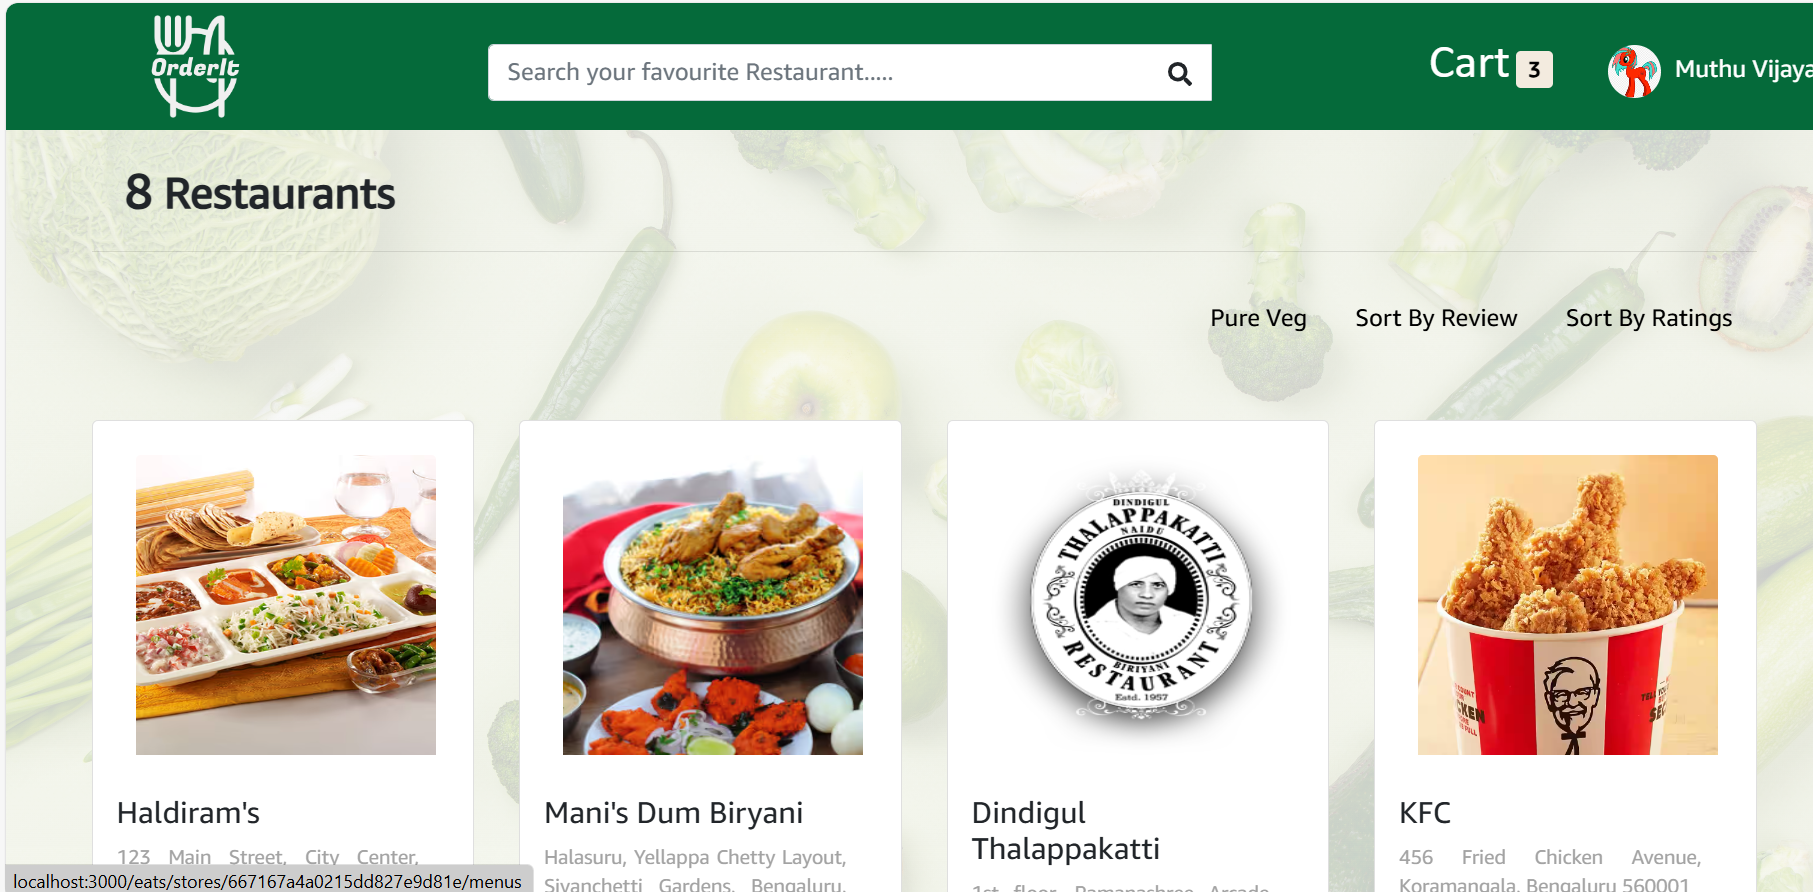 OrderIt
Search your favourite Restaurant.....
Cart 3
Muthu Vijaya
8 Restaurants
Pure Veg
Sort By Review
Sort By Ratings
DINDIGUL
THALAPPAKATTI
NAIDU
BIRIYANI
RESTAURANT
Estd. 1957
Haldiram's
Mani's Dum Biryani
Dindigul
Thalappakatti
KFC
123 Main Street, City Center,
Halasuru, Yellappa Chetty Layout,
Sivanchetti Gardens, Bengaluru,
1st floor, Ramanashree Arcade
456 Fried Chicken Avenue,
Koramangala, Bengaluru 560001
localhost:3000/eats/stores/667167a4a0215dd827e9d81e/menus